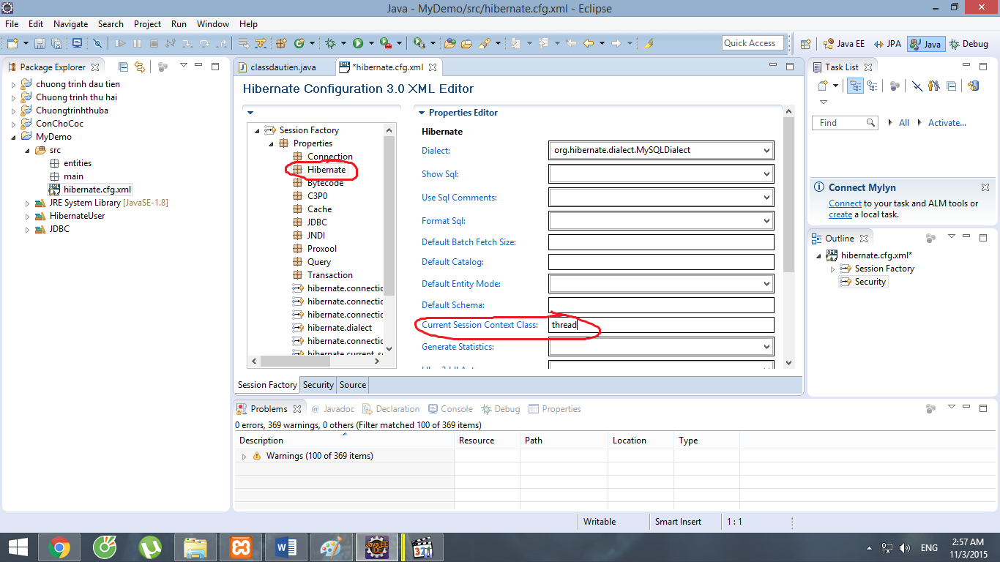 Java - MyDemo/src/hibernate.cfg.xml - Eclipse
File Edit Navigate Search Project Run Window Help
Quick Access
Java EE JPA Java Debug
Package Explorer
chuong trinh dau tien
Chuong trinh thu hai
Chuongtrinhthuba
ConChoCoc
MyDemo
src
entities
main
hibernate.cfg.xml
JRE System Library [JavaSE-1.8]
HibernateUser
JDBC
classdautien.java
*hibernate.cfg.xml
Hibernate Configuration 3.0 XML Editor
Session Factory
Properties
Connection
Hibernate
Bytecode
C3P0
Cache
JDBC
JNDI
Proxool
Query
Transaction
hibernate.connectio
hibernate.connectio
hibernate.connectio
hibernate.dialect
hibernate.connectio
hibernate.current_s
Properties Editor
Hibernate
Dialect: org.hibernate.dialect.MySQLDialect
Show Sql:
Use Sql Comments:
Format Sql:
Default Batch Fetch Size:
Default Catalog:
Default Entity Mode:
Default Schema:
Current Session Context Class: thread
Generate Statistics:
Session Factory Security Source
Task List
Find All Activate...
Connect Mylyn
Connect to your task and ALM tools or
create a local task.
Outline
hibernate.cfg.xml*
Session Factory
Security
Problems Javadoc Declaration Console Debug Properties
0 errors, 369 warnings, 0 others (Filter matched 100 of 369 items)
Description Resource Path Location Type
Warnings (100 of 369 items)
Writable Smart Insert 1 : 1
Java EE
IDE
321
ENG
2:57 AM
11/3/2015